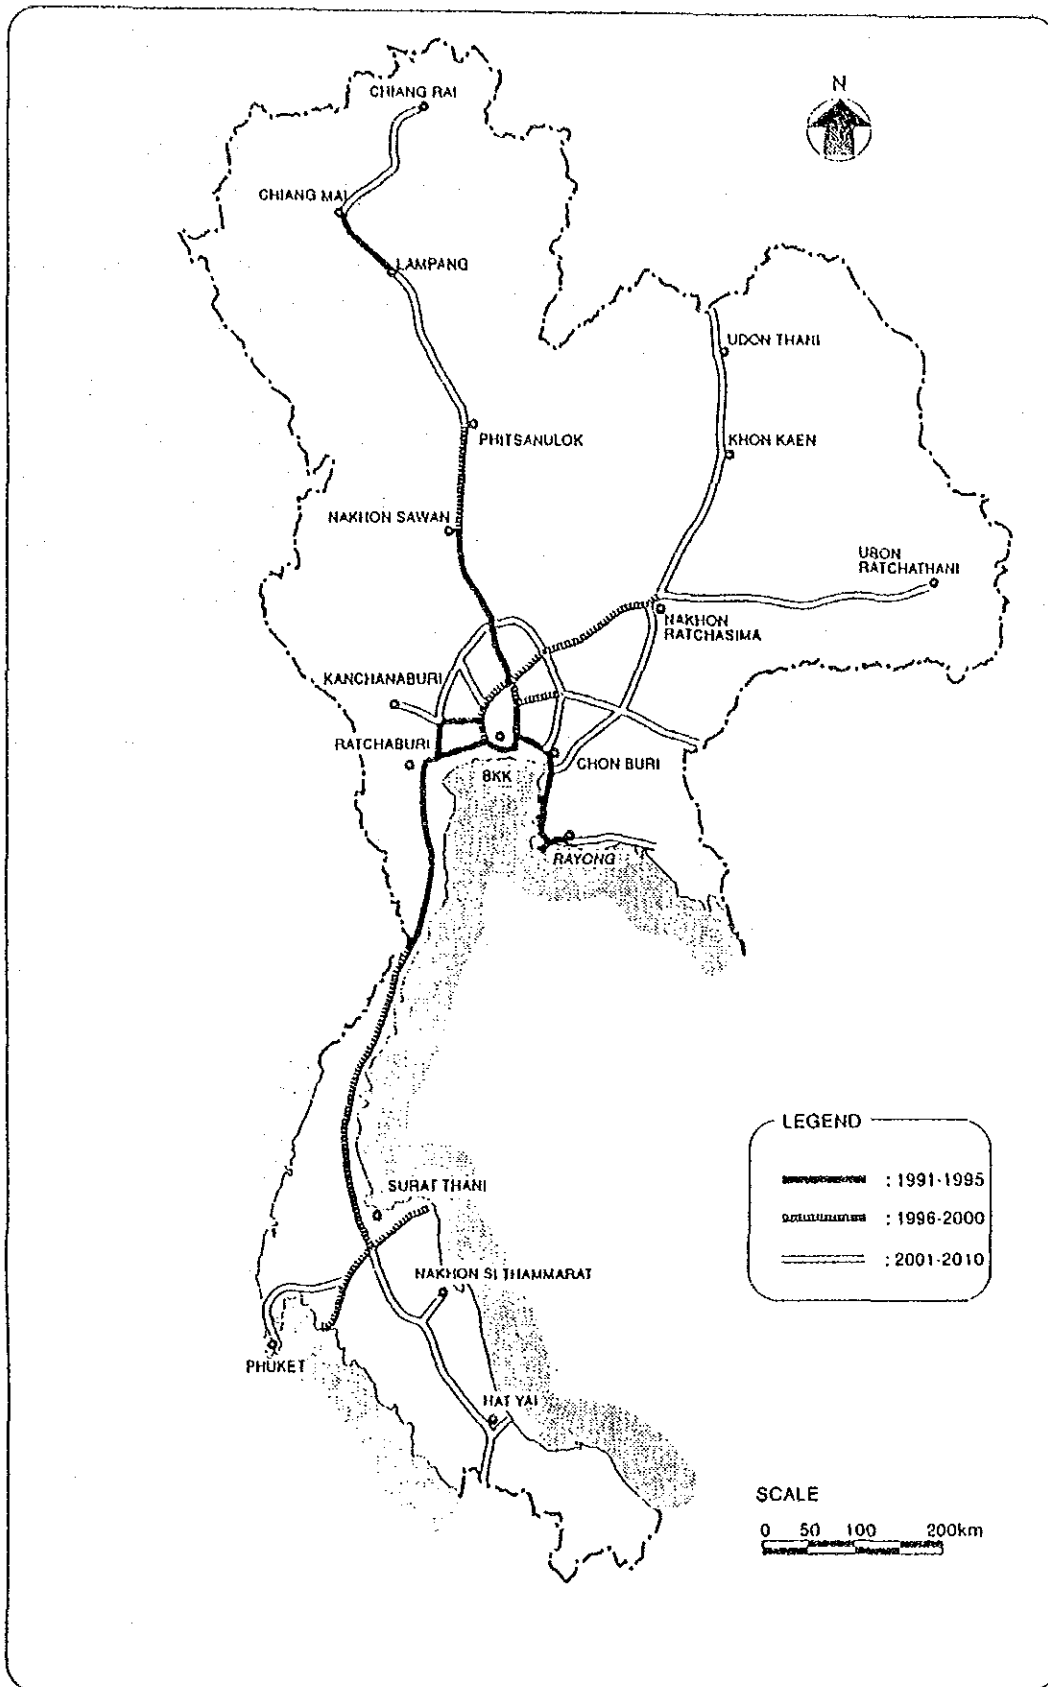 N
CHIANG RAI
CHIANG MAI
LAMPANG
UDON THANI
PHITSANULOK
KHON KAEN
NAKHON SAWAN
UBON
RATCHATHANI
NAKHON
RATCHASIMA
KANCHANABURI
RATCHABURI
BKK
CHON BURI
RAYONG
LEGEND
: 1991-1995
: 1996-2000
: 2001-2010
SURAT THANI
NAKHON SI THAMMARAT
PHUKET
HAT YAI
SCALE
0 50 100 200km